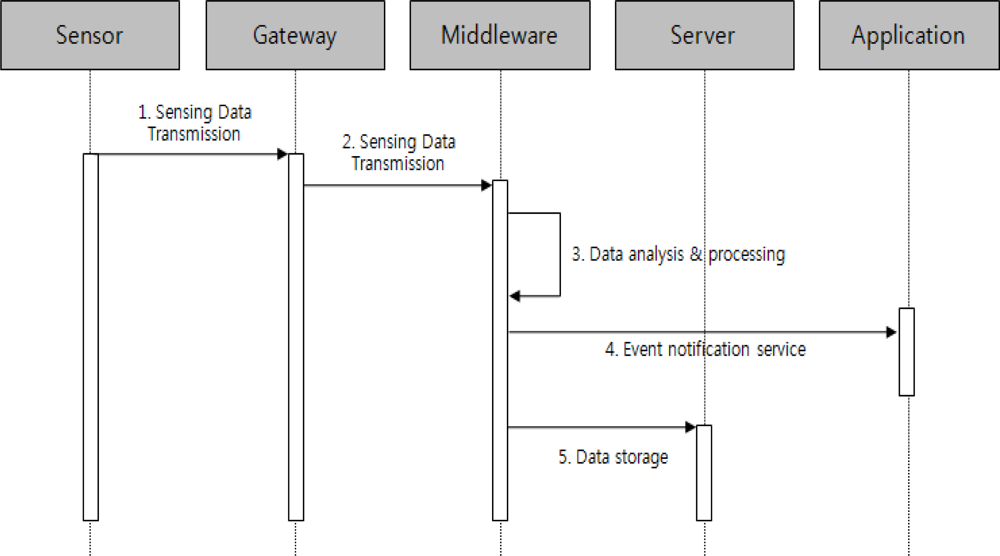 Sensor
Gateway
Middleware
Server
Application
1. Sensing Data
Transmission
2. Sensing Data
Transmission
3. Data analysis & processing
4. Event notification service
5. Data storage